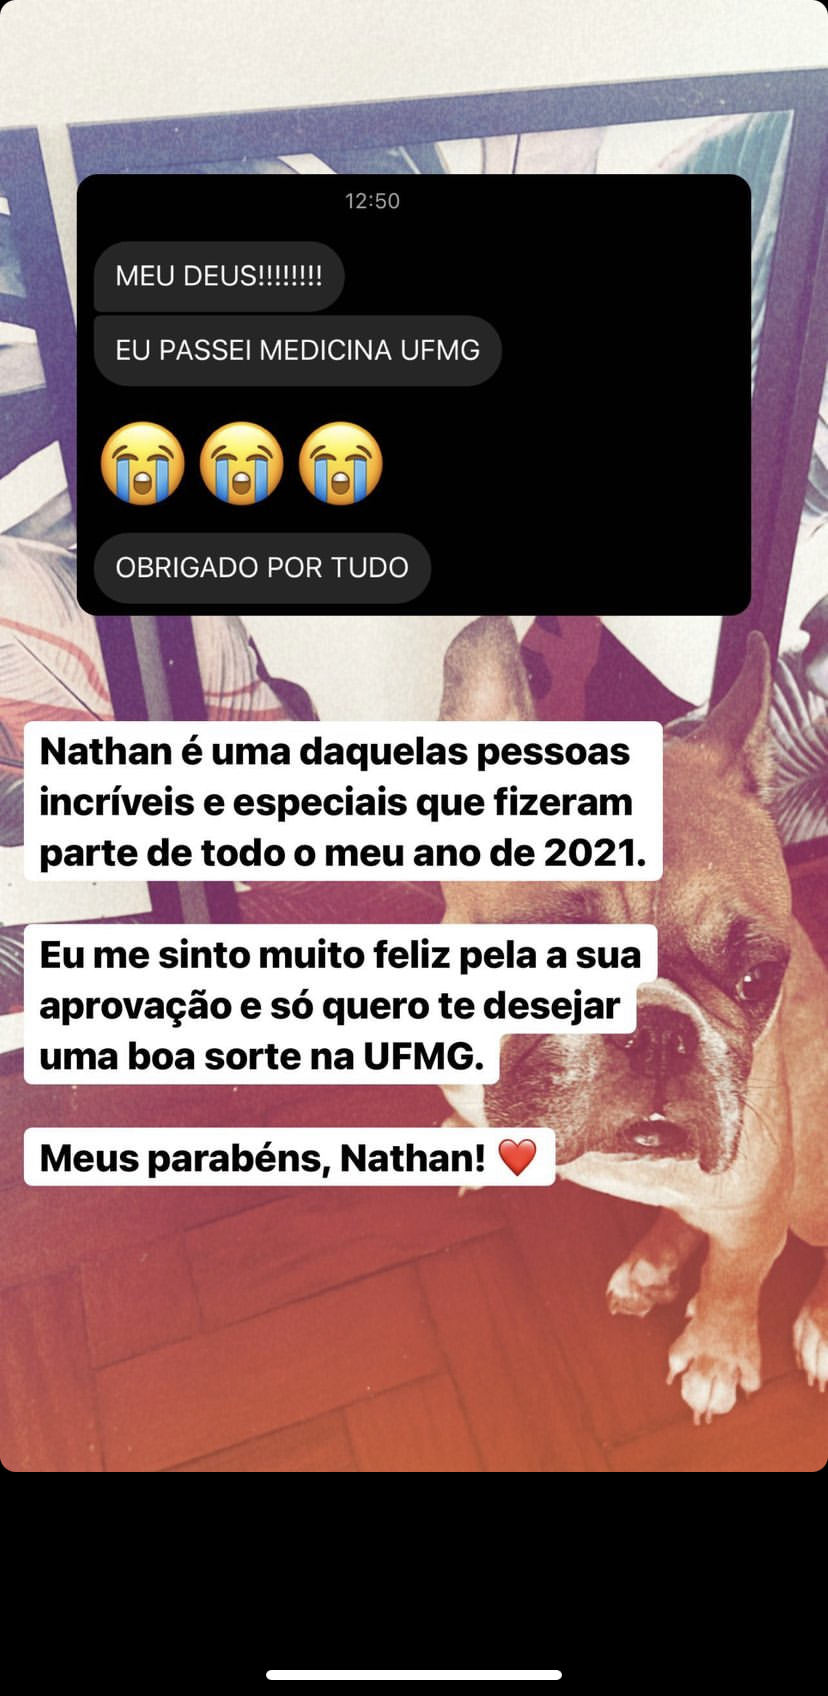 12:50
MEU DEUS!!!!!!!!
EU PASSEI MEDICINA UFMG
😭😭😭
OBRIGADO POR TUDO
Nathan é uma daquelas pessoas
incríveis e especiais que fizeram
parte de todo o meu ano de 2021.
Eu me sinto muito feliz pela a sua
aprovação e só quero te desejar
uma boa sorte na UFMG.
Meus parabéns, Nathan! ❤️